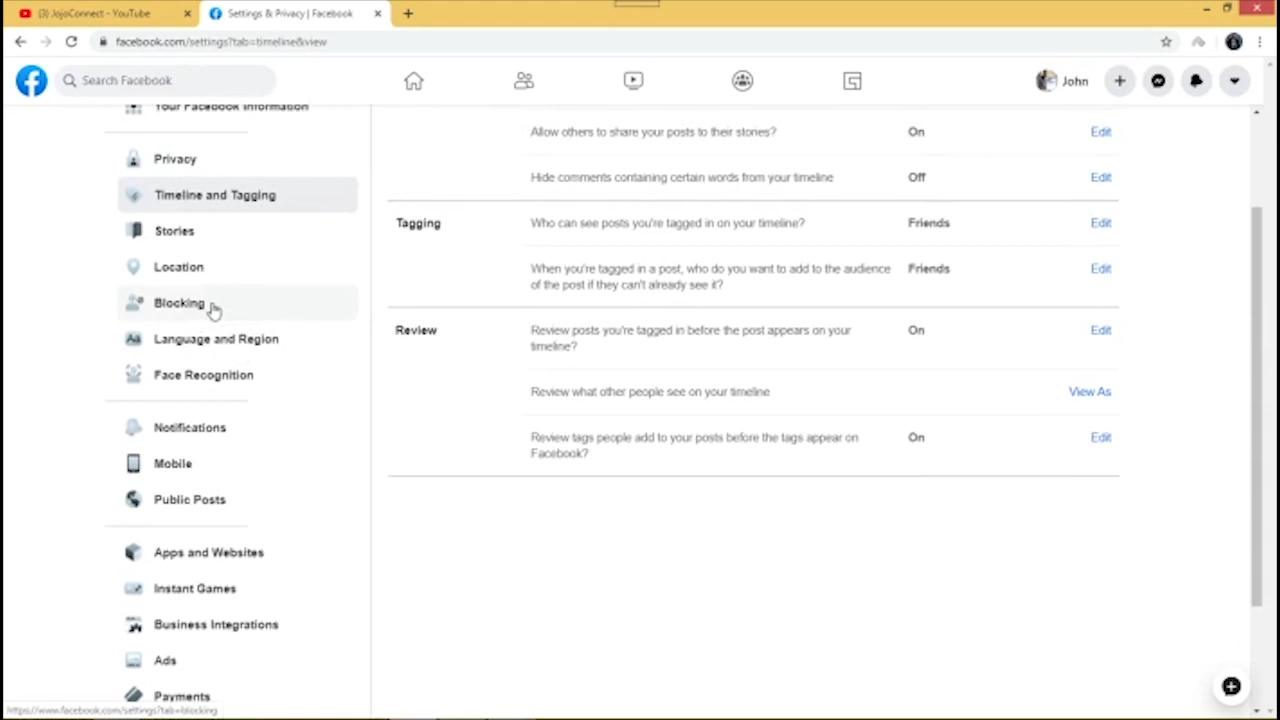 (3) JojoConnect - YouTube
Settings & Privacy | Facebook
facebook.com/settings?tab=timeline&view
Search Facebook
John
Your Facebook Information
Privacy
Timeline and Tagging
Stories
Location
Blocking
Language and Region
Face Recognition
Notifications
Mobile
Public Posts
Apps and Websites
Instant Games
Business Integrations
Ads
Payments
Allow others to share your posts to their stories? On Edit
Hide comments containing certain words from your timeline Off Edit
Tagging Who can see posts you're tagged in on your timeline? Friends Edit
When you're tagged in a post, who do you want to add to the audience Friends Edit
of the post if they can't already see it?
Review Review posts you're tagged in before the post appears on your On Edit
timeline?
Review what other people see on your timeline View As
Review tags people add to your posts before the tags appear on On Edit
Facebook?
https://www.facebook.com/settings?tab=blocking